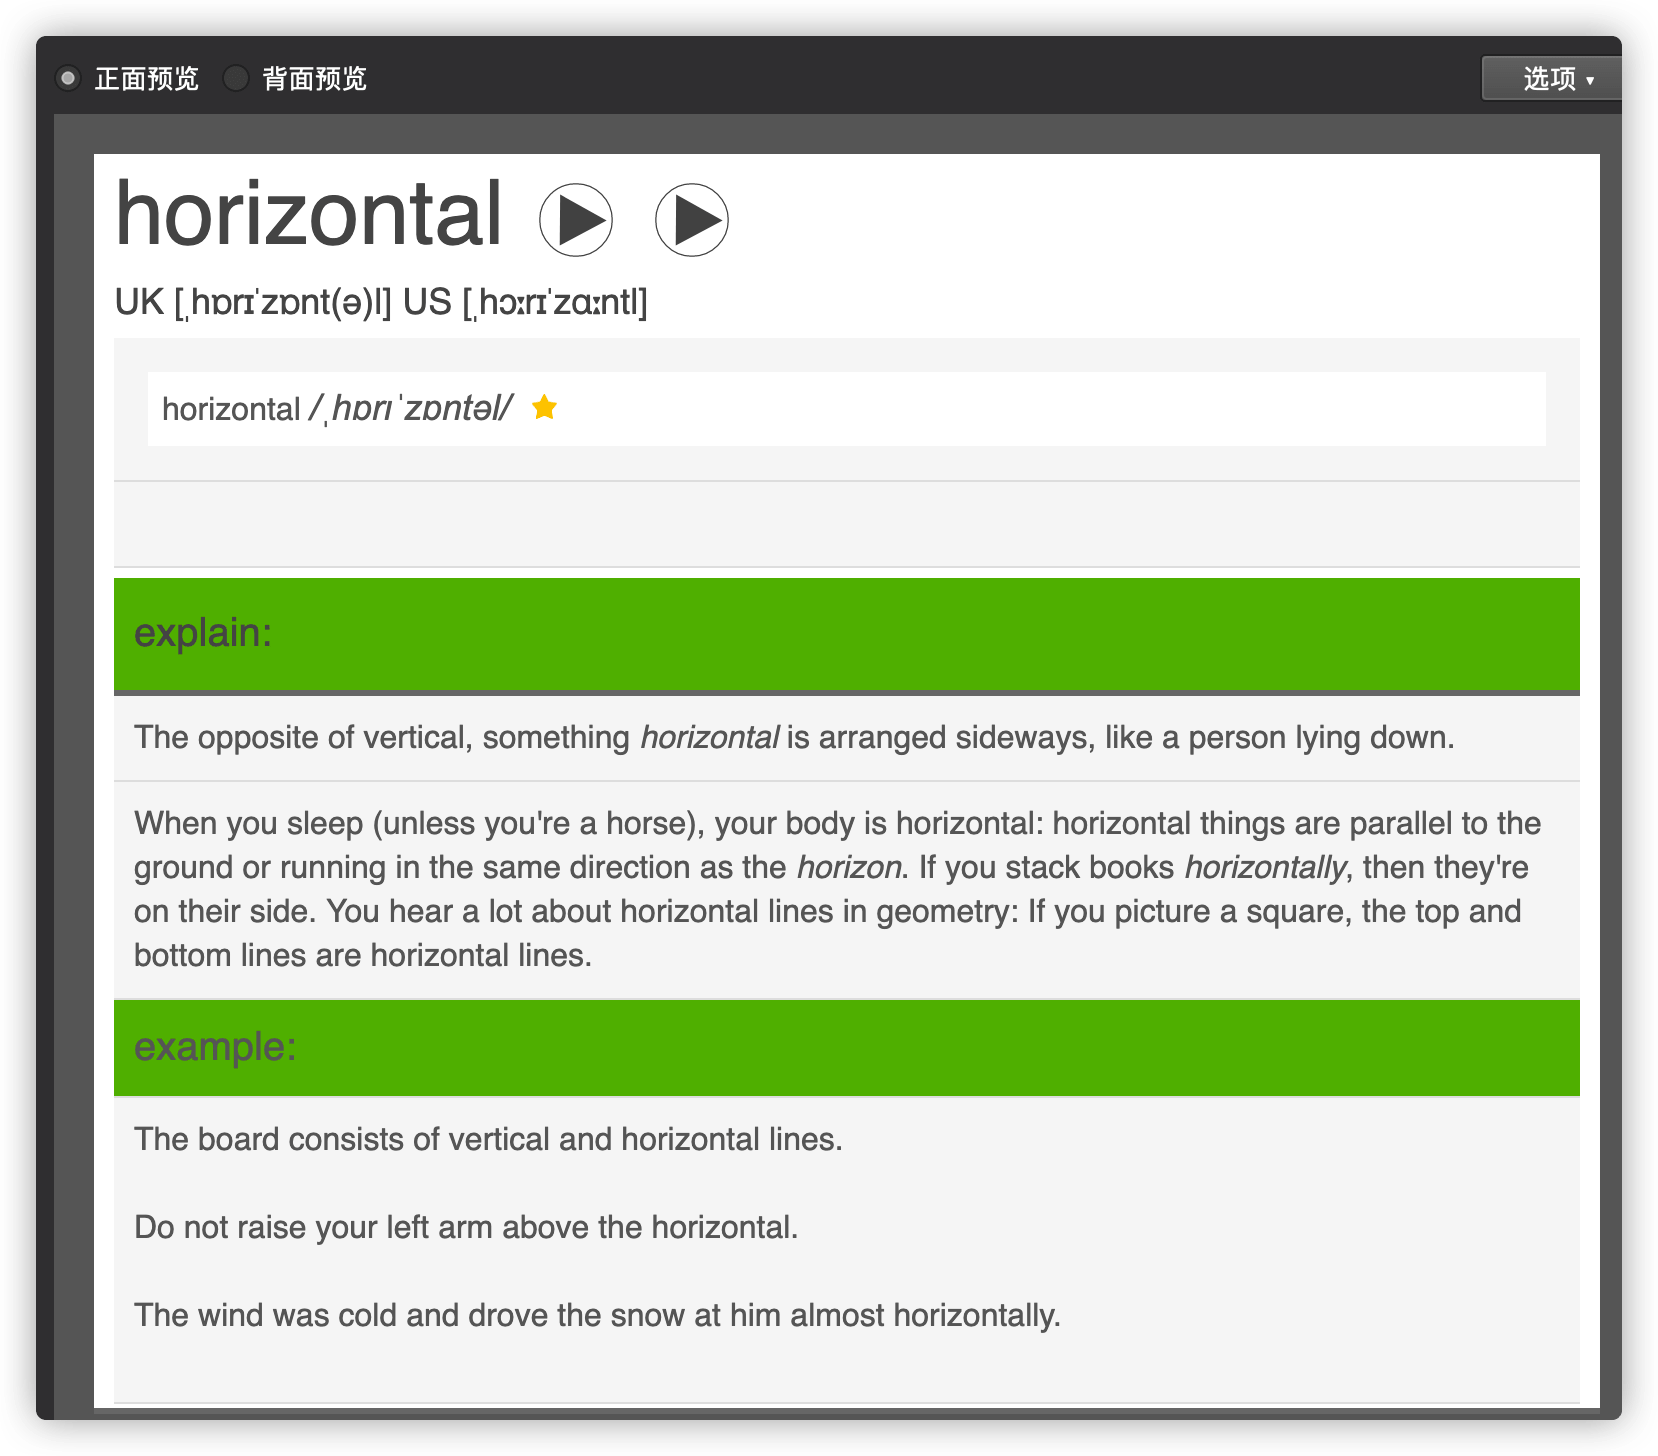 正面预览 背面预览 选项 ▾
horizontal
UK [ˌhɒrɪˈzɒnt(ə)l] US [ˌhɔːrɪˈzɑːntl]
horizontal /ˌhɒrɪˈzɒntəl/
explain:
The opposite of vertical, something horizontal is arranged sideways, like a person lying down.
When you sleep (unless you're a horse), your body is horizontal: horizontal things are parallel to the
ground or running in the same direction as the horizon. If you stack books horizontally, then they're
on their side. You hear a lot about horizontal lines in geometry: If you picture a square, the top and
bottom lines are horizontal lines.
example:
The board consists of vertical and horizontal lines.
Do not raise your left arm above the horizontal.
The wind was cold and drove the snow at him almost horizontally.